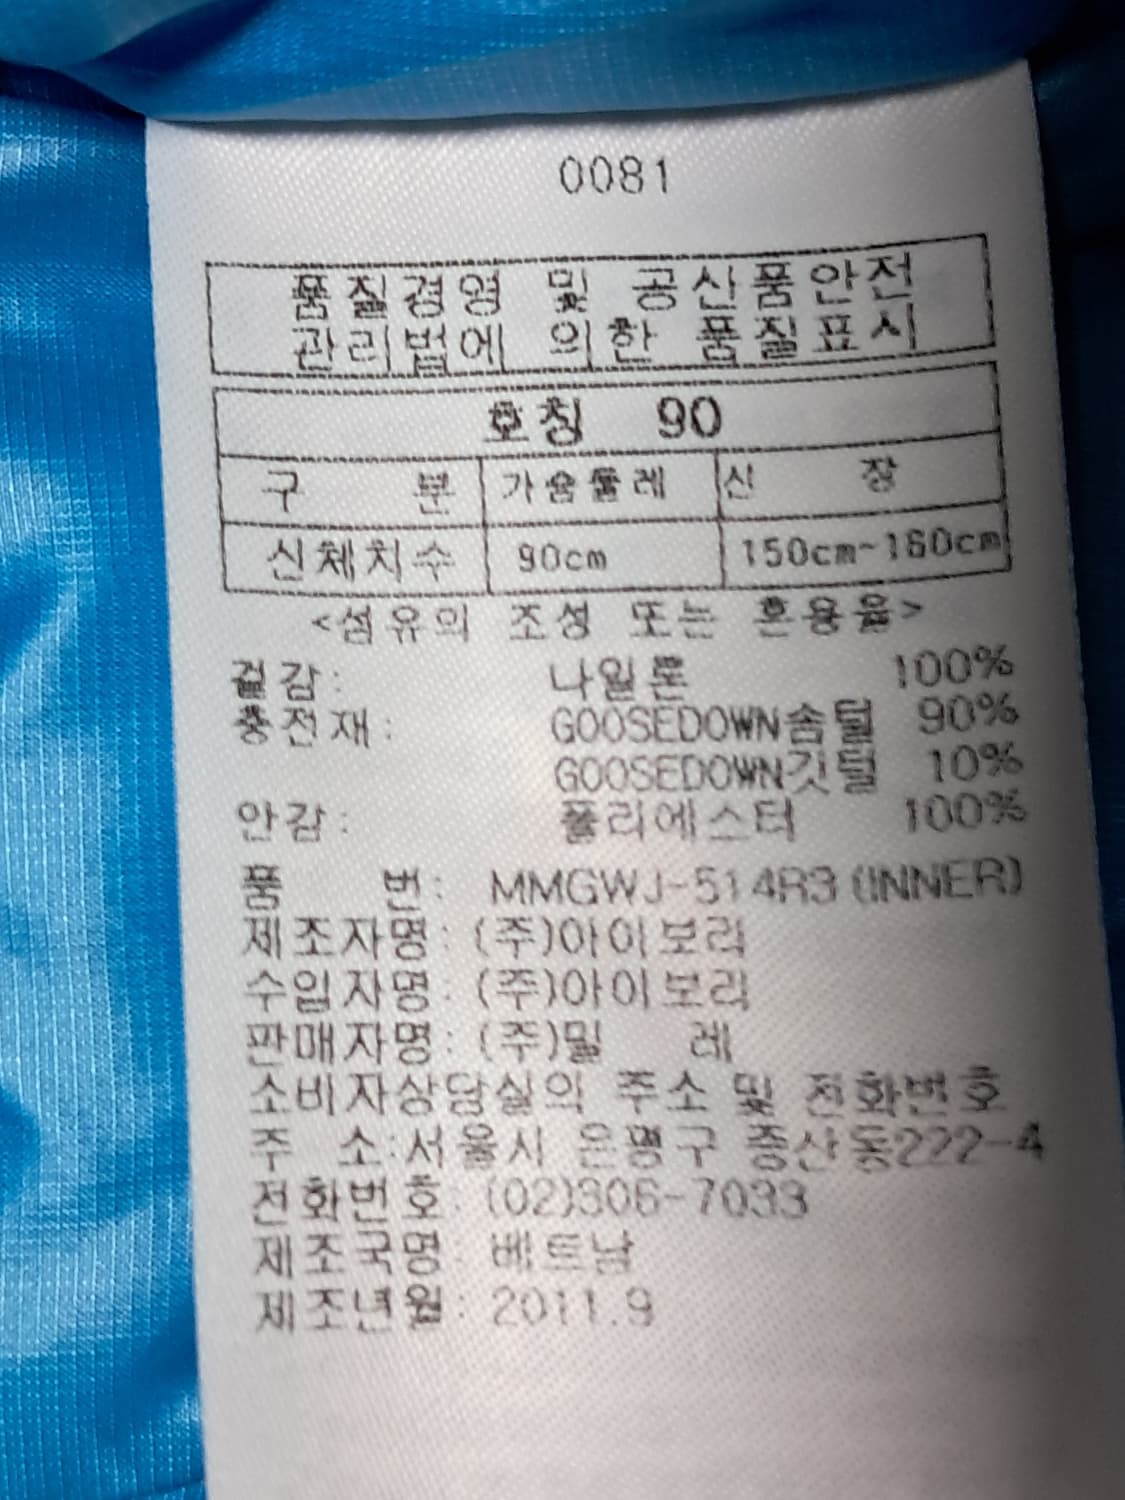 0081
품질경영 및 공산품안전
관리법에 의한 품질표시
호칭 90
구 분 가슴둘레 신 장
신체치수 90cm 150cm~160cm
<섬유의 조성 또는 혼용율>
겉감: 나일론 100%
충전재: GOOSEDOWN솜털 90%
GOOSEDOWN깃털 10%
안감: 폴리에스터 100%
품 번: MMGWJ-514R3 (INNER)
제조자명: (주)아이보리
수입자명: (주)아이보리
판매자명: (주)밀 레
소비자상담실의 주소 및 전화번호
주 소:서울시 은평구 증산동222-4
전화번호: (02)306-7033
제조국명: 베트남
제조년월: 2011.9